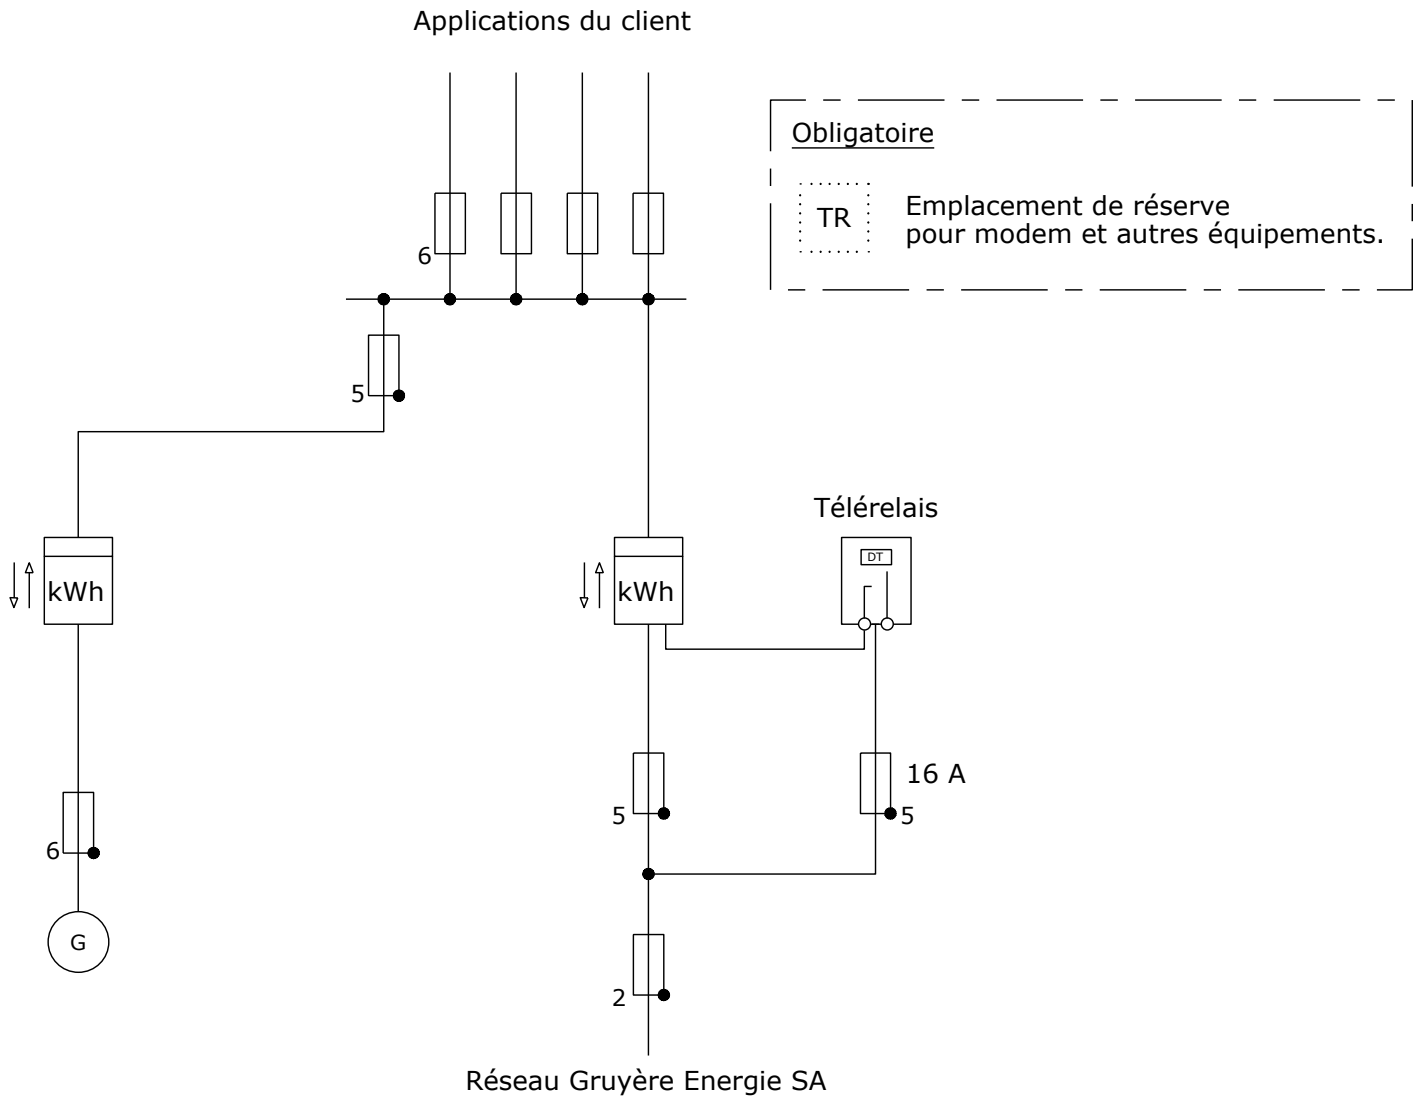 Applications du client
Obligatoire
TR
Emplacement de réserve
pour modem et autres équipements.
6
5
Télérelais
DT
kWh
kWh
16 A
5
5
6
G
2
Réseau Gruyère Energie SA